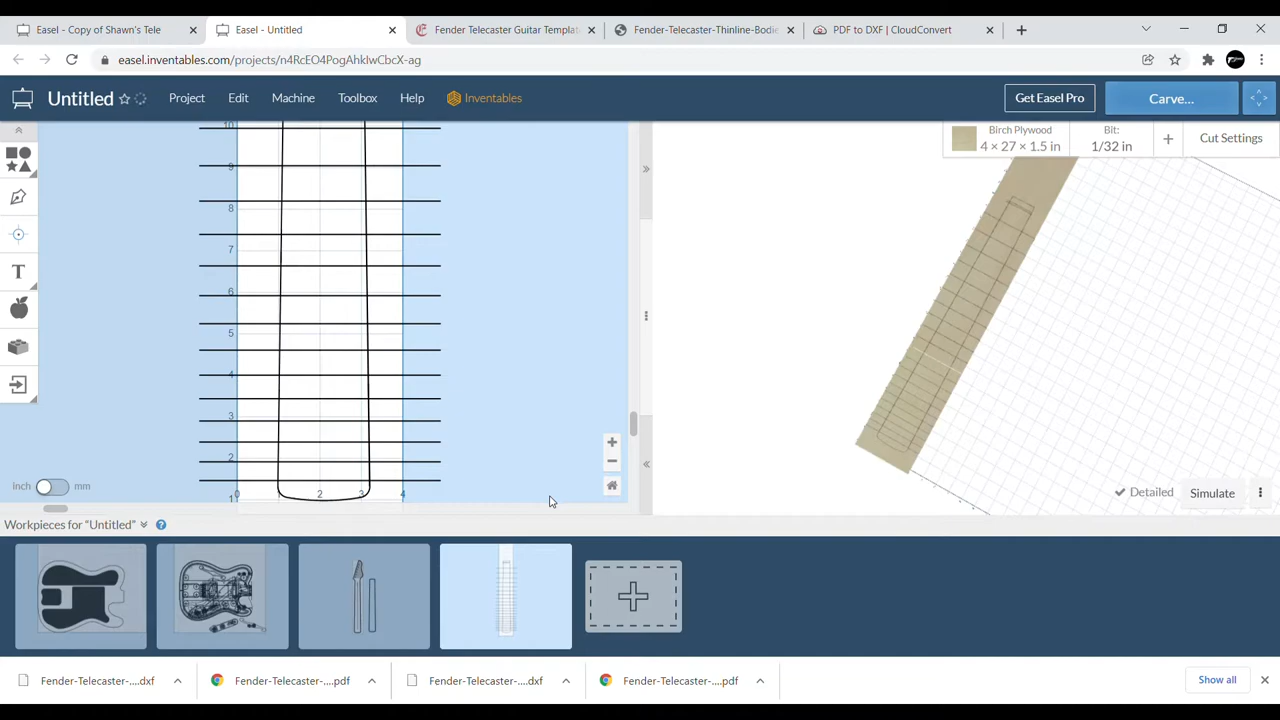 Easel - Copy of Shawn's Tele
Easel - Untitled
Fender Telecaster Guitar Templat
Fender-Telecaster-Thinline-Bodie
PDF to DXF | CloudConvert
easel.inventables.com/projects/n4RcEO4PogAhkIwCbcX-ag
Untitled
Project
Edit
Machine
Toolbox
Help
Inventables
Get Easel Pro
Carve...
Birch Plywood
4 × 27 × 1.5 in
Bit:
1/32 in
Cut Settings
10
9
8
7
6
5
4
3
2
1
0
2
3
4
T
inch
mm
Detailed
Simulate
Workpieces for “Untitled”
Fender-Telecaster-....dxf
Fender-Telecaster-....pdf
Fender-Telecaster-....dxf
Fender-Telecaster-....pdf
Show all